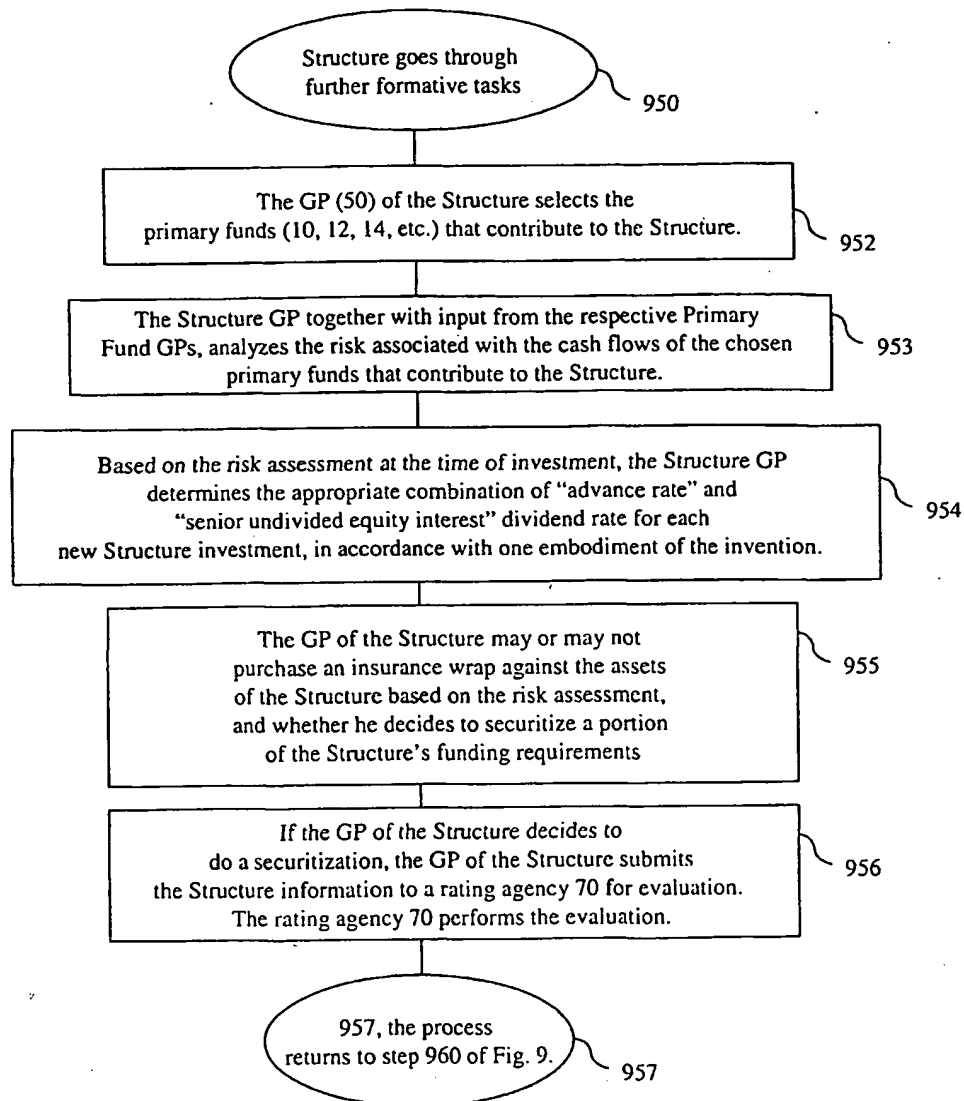 Structure goes through
further formative tasks
950
The GP (50) of the Structure selects the
primary funds (10, 12, 14, etc.) that contribute to the Structure.
952
The Structure GP together with input from the respective Primary
Fund GPs, analyzes the risk associated with the cash flows of the chosen
primary funds that contribute to the Structure.
953
Based on the risk assessment at the time of investment, the Structure GP
determines the appropriate combination of “advance rate” and
“senior undivided equity interest” dividend rate for each
new Structure investment, in accordance with one embodiment of the invention.
954
The GP of the Structure may or may not
purchase an insurance wrap against the assets
of the Structure based on the risk assessment,
and whether he decides to securitize a portion
of the Structure’s funding requirements
955
If the GP of the Structure decides to
do a securitization, the GP of the Structure submits
the Structure information to a rating agency 70 for evaluation.
The rating agency 70 performs the evaluation.
956
957, the process
returns to step 960 of Fig. 9.
957